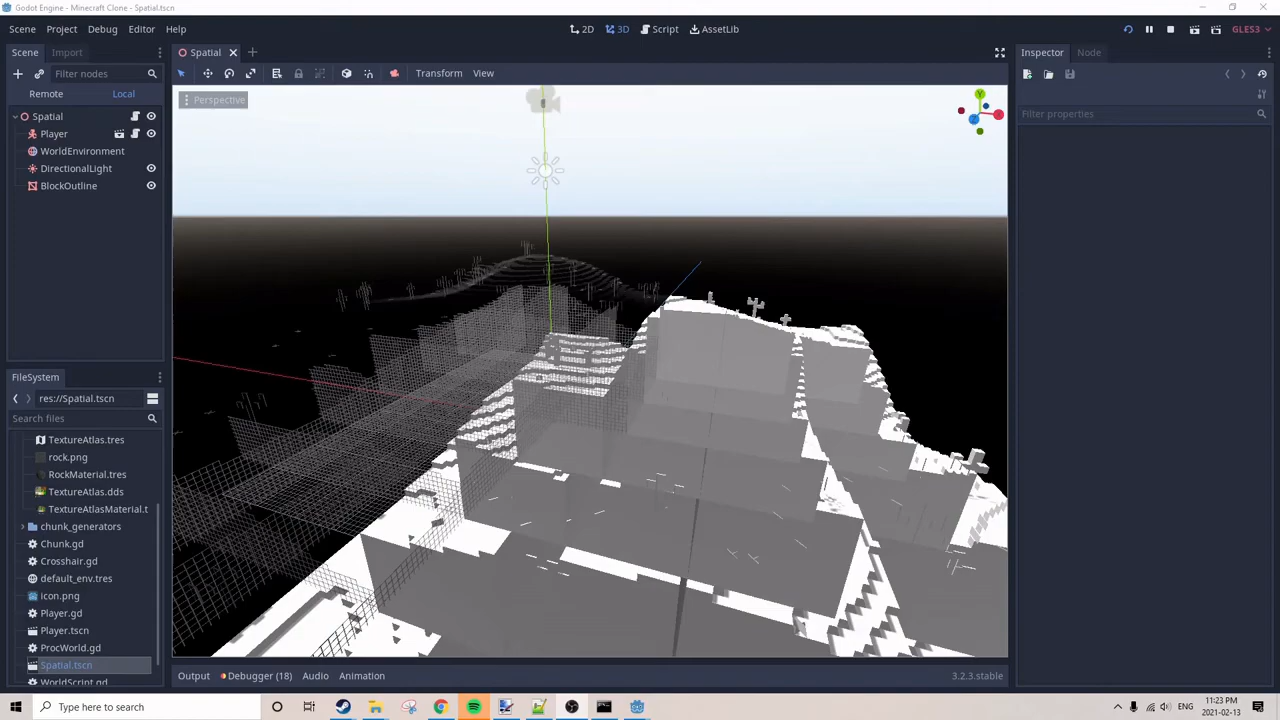 Godot Engine - Minecraft Clone - Spatial.tscn
Scene Project Debug Editor Help
2D 3D Script AssetLib
GLES3
Scene Import
Spatial
Inspector Node
Filter nodes
Transform View
Remote Local
Perspective
Y
X
Z
Filter properties
Spatial
Player
WorldEnvironment
DirectionalLight
BlockOutline
FileSystem
res://Spatial.tscn
Search files
TextureAtlas.tres
rock.png
RockMaterial.tres
TextureAtlas.dds
TextureAtlasMaterial.t
chunk_generators
Chunk.gd
Crosshair.gd
default_env.tres
icon.png
Player.gd
Player.tscn
ProcWorld.gd
Spatial.tscn
WorldScript.gd
Output Debugger (18) Audio Animation
3.2.3.stable
Type here to search
ENG
11:23 PM
2021-02-13